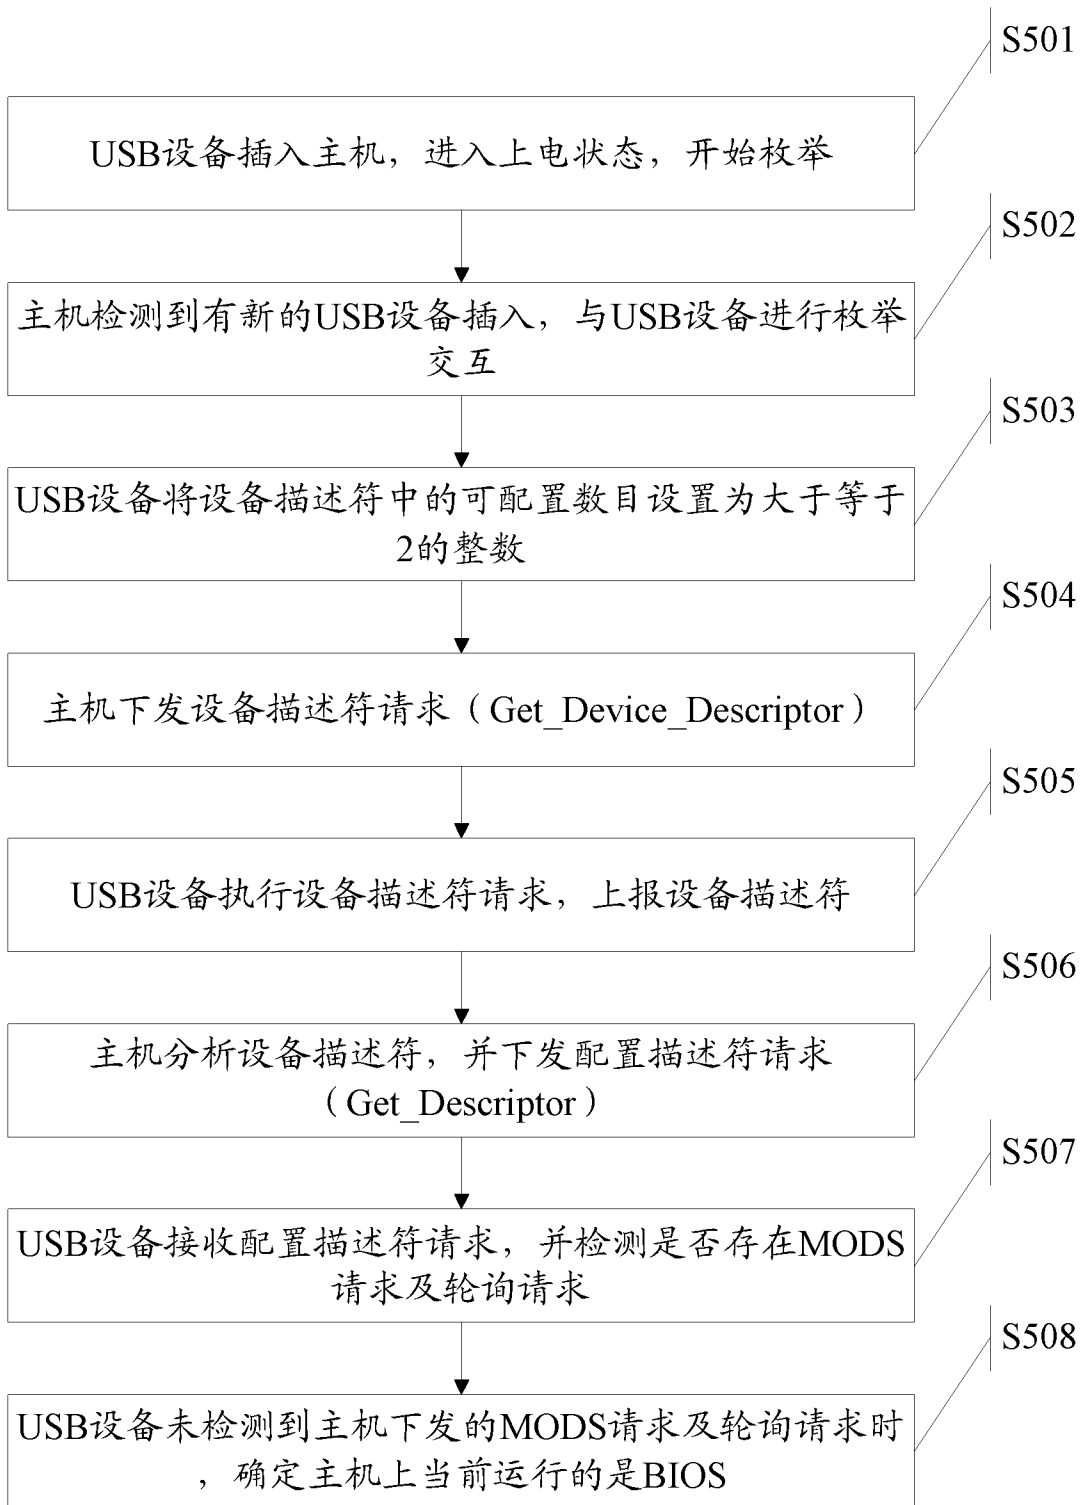 S501
USB设备插入主机，进入上电状态，开始枚举
S502
主机检测到有新的USB设备插入，与USB设备进行枚举
交互
S503
USB设备将设备描述符中的可配置数目设置为大于等于
2的整数
S504
主机下发设备描述符请求（Get_Device_Descriptor）
S505
USB设备执行设备描述符请求，上报设备描述符
S506
主机分析设备描述符，并下发配置描述符请求
（Get_Descriptor）
S507
USB设备接收配置描述符请求，并检测是否存在MODS
请求及轮询请求
S508
USB设备未检测到主机下发的MODS请求及轮询请求时
，确定主机上当前运行的是BIOS